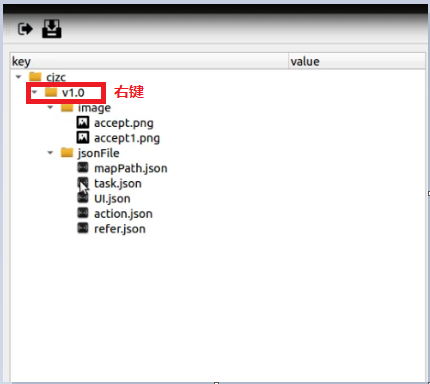 key value
cjzc
v1.0 右键
image
accept.png
accept1.png
jsonFile
mapPath.json
task.json
UI.json
action.json
refer.json